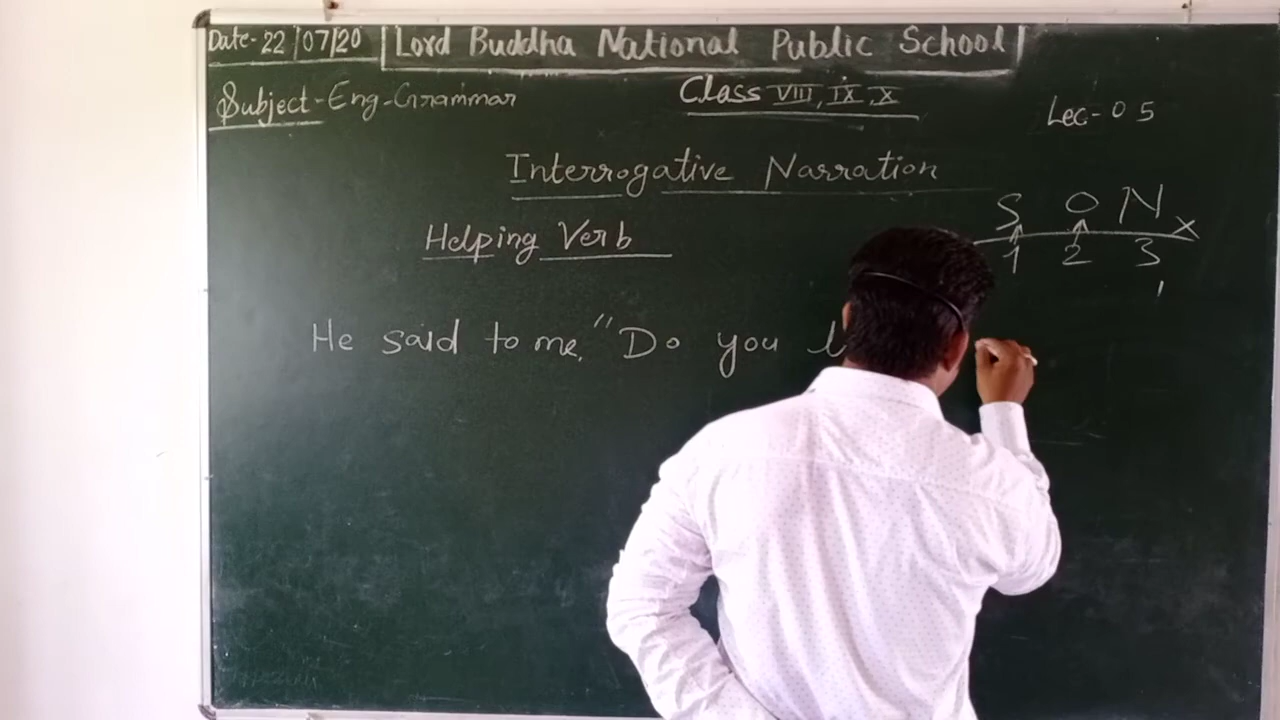 Date-22/07/20 Lord Buddha National Public School
Subject-Eng-Grammar Class VIII, IX, X
Lec-05
Interrogative Narration
S O N
1 2 3
Helping Verb
He said to me, "Do you